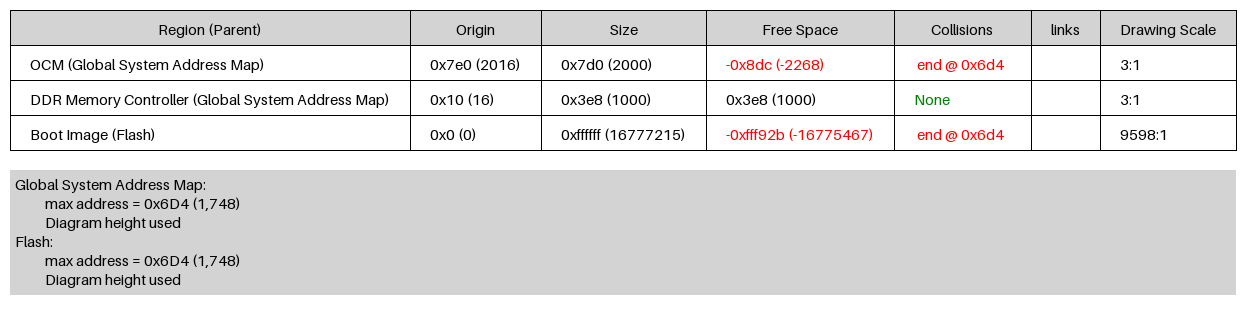 Region (Parent) Origin Size Free Space Collisions links Drawing Scale
OCM (Global System Address Map) 0x7e0 (2016) 0x7d0 (2000) -0x8dc (-2268) end @ 0x6d4 3:1
DDR Memory Controller (Global System Address Map) 0x10 (16) 0x3e8 (1000) 0x3e8 (1000) None 3:1
Boot Image (Flash) 0x0 (0) 0xffffff (16777215) -0xfff92b (-16775467) end @ 0x6d4 9598:1
Global System Address Map:
max address = 0x6D4 (1,748)
Diagram height used
Flash:
max address = 0x6D4 (1,748)
Diagram height used